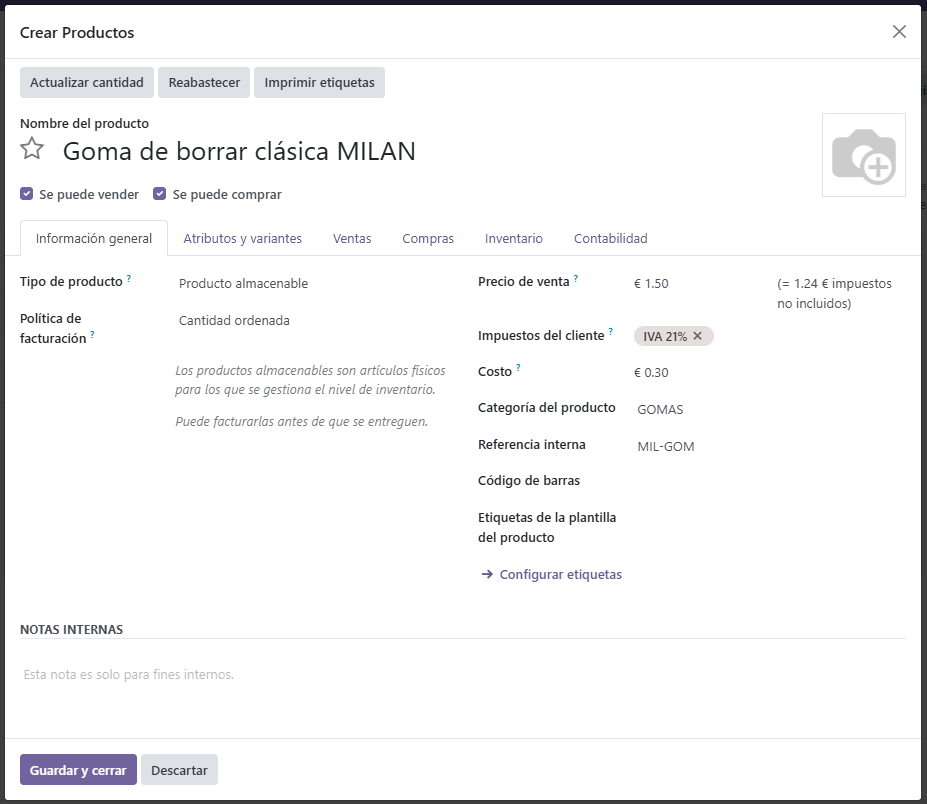 Crear Productos
Actualizar cantidad
Reabastecer
Imprimir etiquetas
Nombre del producto
Goma de borrar clásica MILAN
Se puede vender
Se puede comprar
Información general
Atributos y variantes
Ventas
Compras
Inventario
Contabilidad
Tipo de producto ?
Producto almacenable
Política de
facturación ?
Cantidad ordenada
Los productos almacenables son artículos físicos
para los que se gestiona el nivel de inventario.
Puede facturarlas antes de que se entreguen.
Precio de venta ?
€ 1.50
(= 1.24 € impuestos
no incluidos)
Impuestos del cliente ?
IVA 21% ✕
Costo ?
€ 0.30
Categoría del producto
GOMAS
Referencia interna
MIL-GOM
Código de barras
Etiquetas de la plantilla
del producto
→ Configurar etiquetas
NOTAS INTERNAS
Esta nota es solo para fines internos.
Guardar y cerrar
Descartar